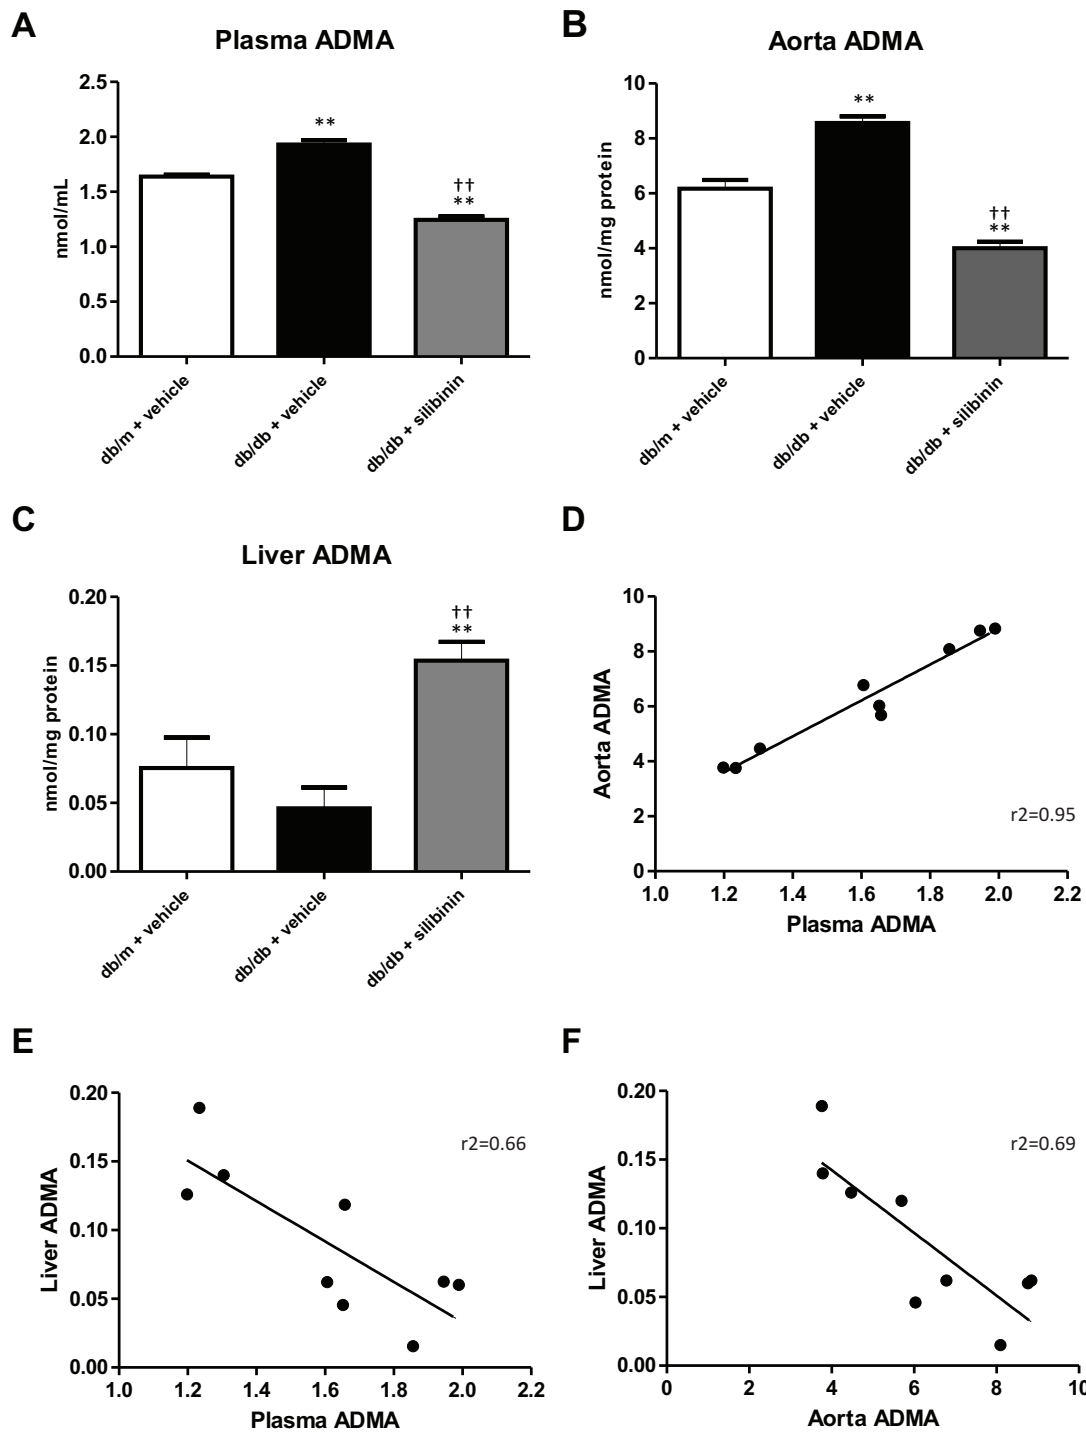 A
Plasma ADMA
nmol/mL
2.5
2.0
1.5
1.0
0.5
0.0
**
††
**
db/m + vehicle
db/db + vehicle
db/db + silibinin
B
Aorta ADMA
nmol/mg protein
10
8
6
4
2
0
**
††
**
db/m + vehicle
db/db + vehicle
db/db + silibinin
C
Liver ADMA
nmol/mg protein
0.20
0.15
0.10
0.05
0.00
††
**
db/m + vehicle
db/db + vehicle
db/db + silibinin
D
Aorta ADMA
10
8
6
4
2
0
r2=0.95
1.0 1.2 1.4 1.6 1.8 2.0 2.2
Plasma ADMA
E
Liver ADMA
0.20
0.15
0.10
0.05
0.00
r2=0.66
1.0 1.2 1.4 1.6 1.8 2.0 2.2
Plasma ADMA
F
Liver ADMA
0.20
0.15
0.10
0.05
0.00
r2=0.69
0 2 4 6 8 10
Aorta ADMA